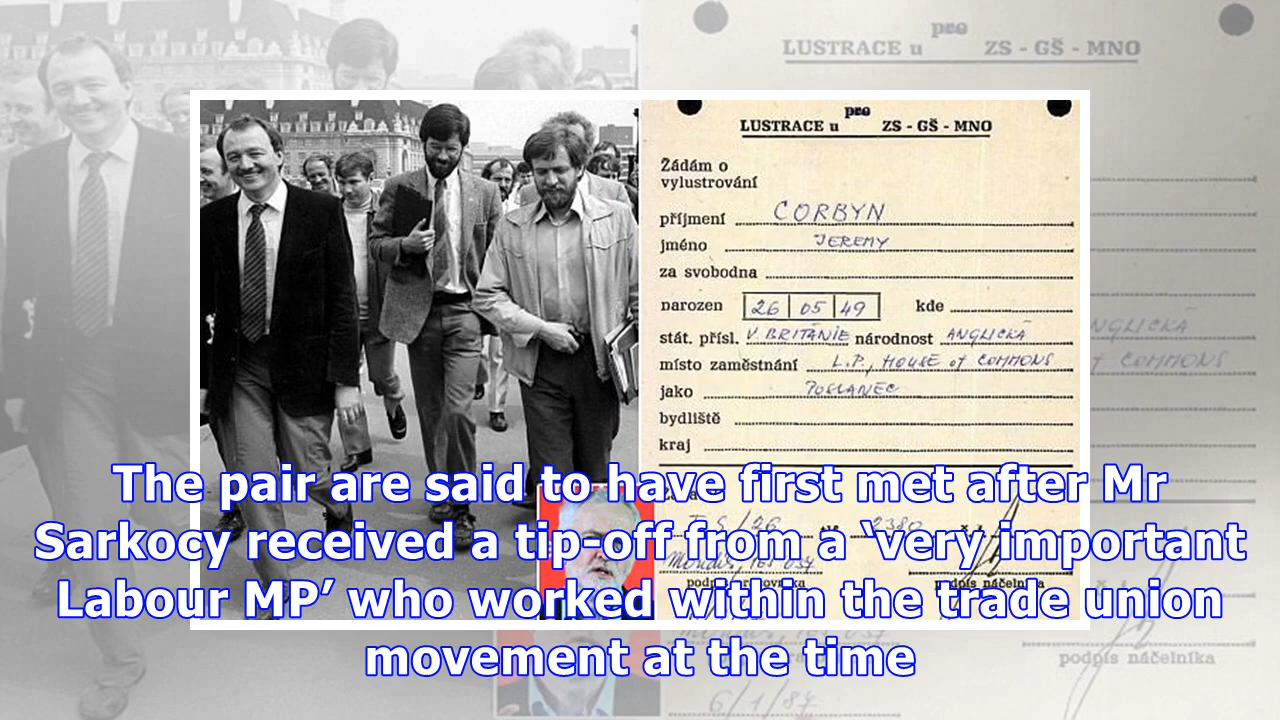 pro
LUSTRACE u ZS - GŠ - MNO
Žádám o
vylustrování
příjmení CORBYN
jméno JEREMY
za svobodna
narozen 26 05 49 kde
stát. přísl. V. BRITÁNIE národnost ANGLICKÁ
místo zaměstnání L.P., HOUSE of COMMONS
jako POSLANEC
bydliště
kraj
The pair are said to have first met after Mr
Sarkocy received a tip-off from a ‘very important
Labour MP’ who worked within the trade union
movement at the time
podpis náčelníka
6/1/87